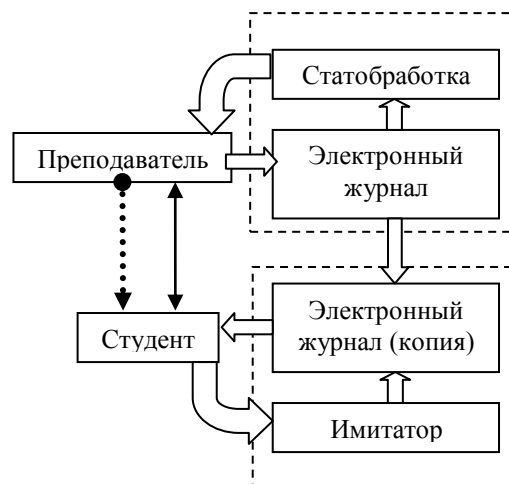 Статобработка
Преподаватель
Электронный
журнал
Электронный
журнал (копия)
Студент
Имитатор